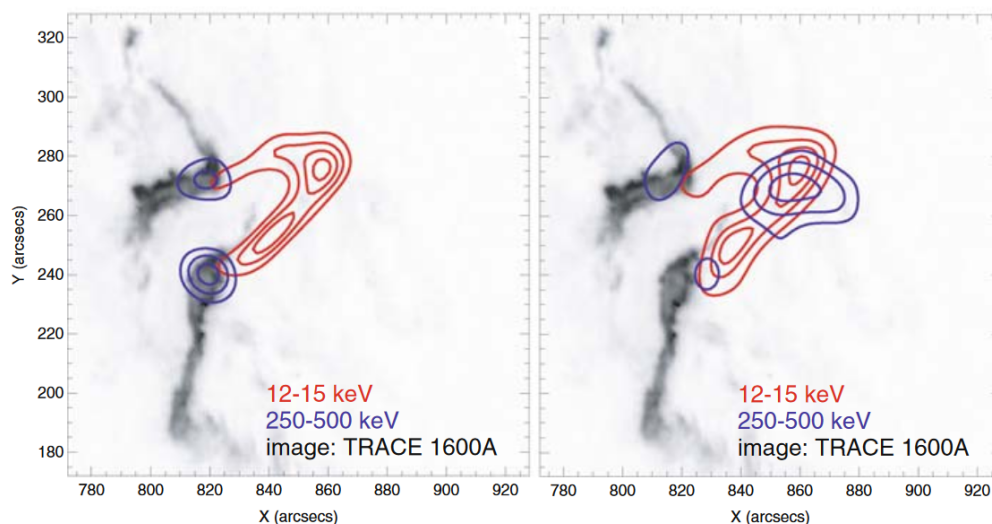 320
300
280
260
240
220
200
180
Y (arcsecs)
12-15 keV
250-500 keV
image: TRACE 1600A
780 800 820 840 860 880 900 920
X (arcsecs)
12-15 keV
250-500 keV
image: TRACE 1600A
780 800 820 840 860 880 900 920
X (arcsecs)